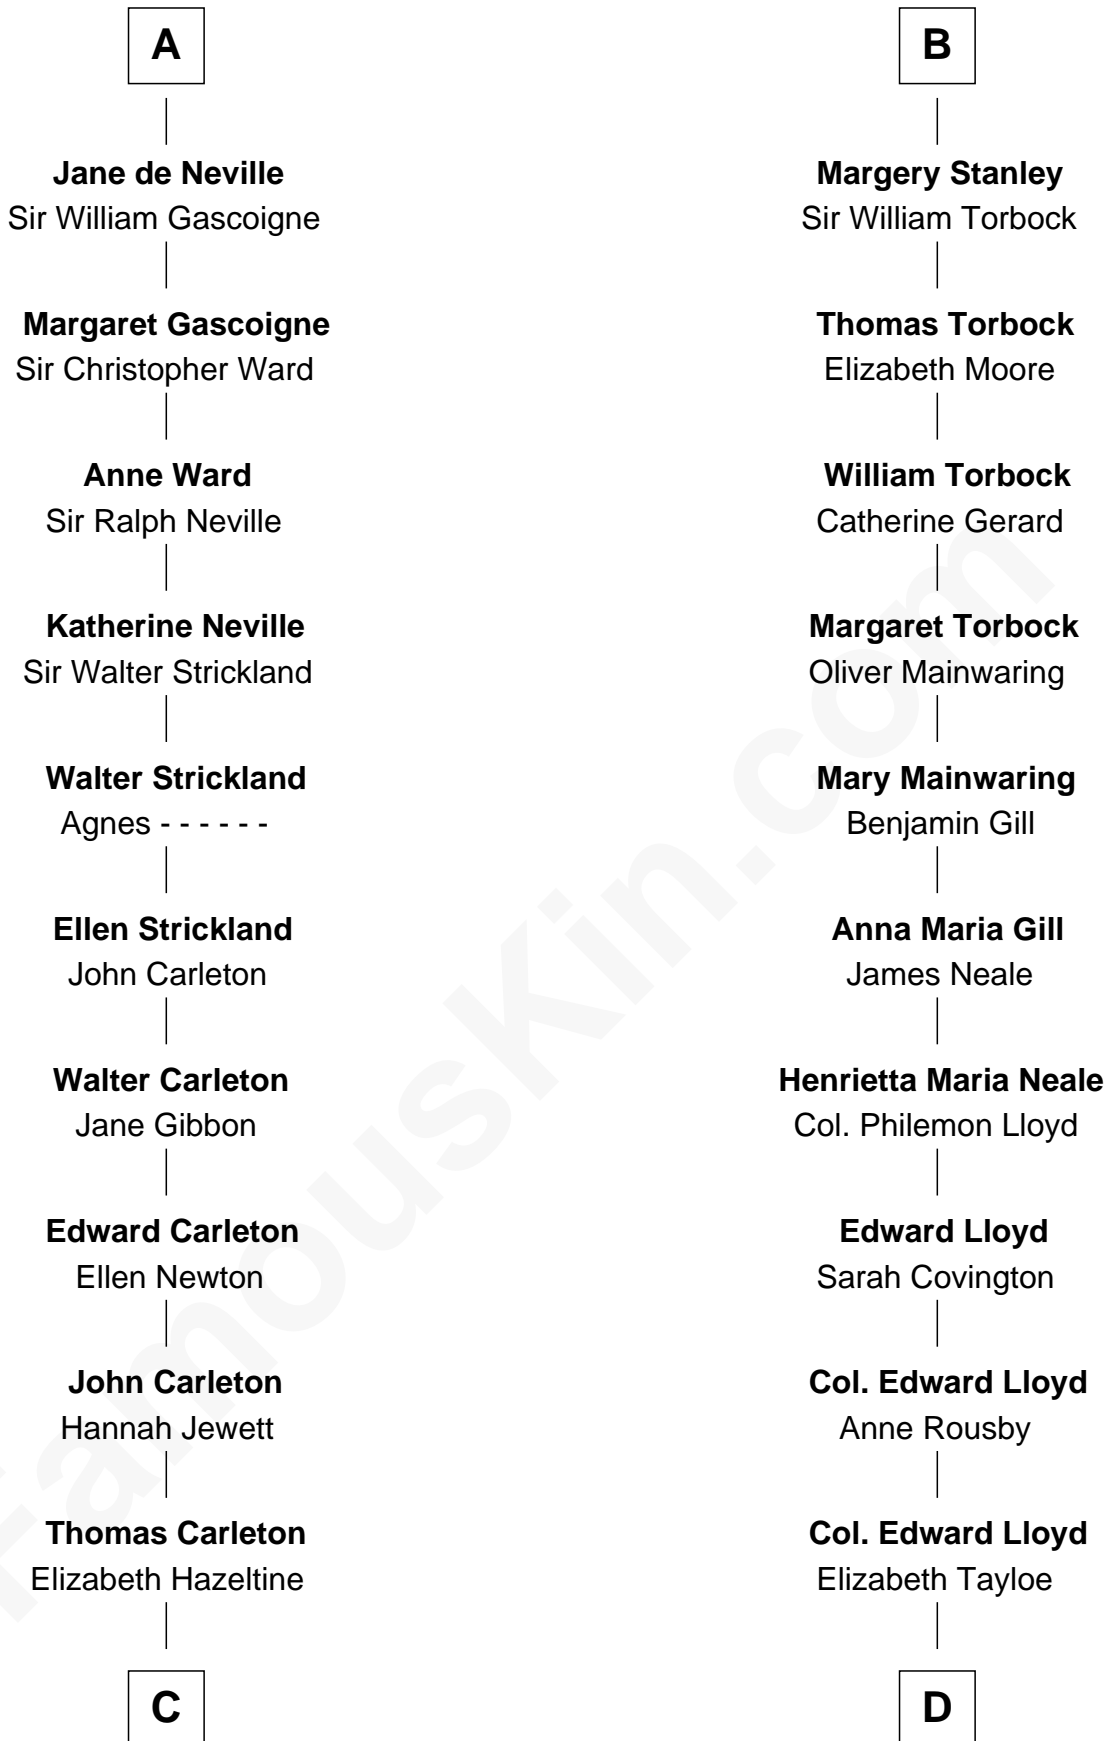 A
Jane de Neville
Sir William Gascoigne
Margaret Gascoigne
Sir Christopher Ward
Anne Ward
Sir Ralph Neville
Katherine Neville
Sir Walter Strickland
Walter Strickland
Agnes - - - - - -
Ellen Strickland
John Carleton
Walter Carleton
Jane Gibbon
Edward Carleton
Ellen Newton
John Carleton
Hannah Jewett
Thomas Carleton
Elizabeth Hazeltine
C
B
Margery Stanley
Sir William Torbock
Thomas Torbock
Elizabeth Moore
William Torbock
Catherine Gerard
Margaret Torbock
Oliver Mainwaring
Mary Mainwaring
Benjamin Gill
Anna Maria Gill
James Neale
Henrietta Maria Neale
Col. Philemon Lloyd
Edward Lloyd
Sarah Covington
Col. Edward Lloyd
Anne Rousby
Col. Edward Lloyd
Elizabeth Tayloe
D
FamousKin.com